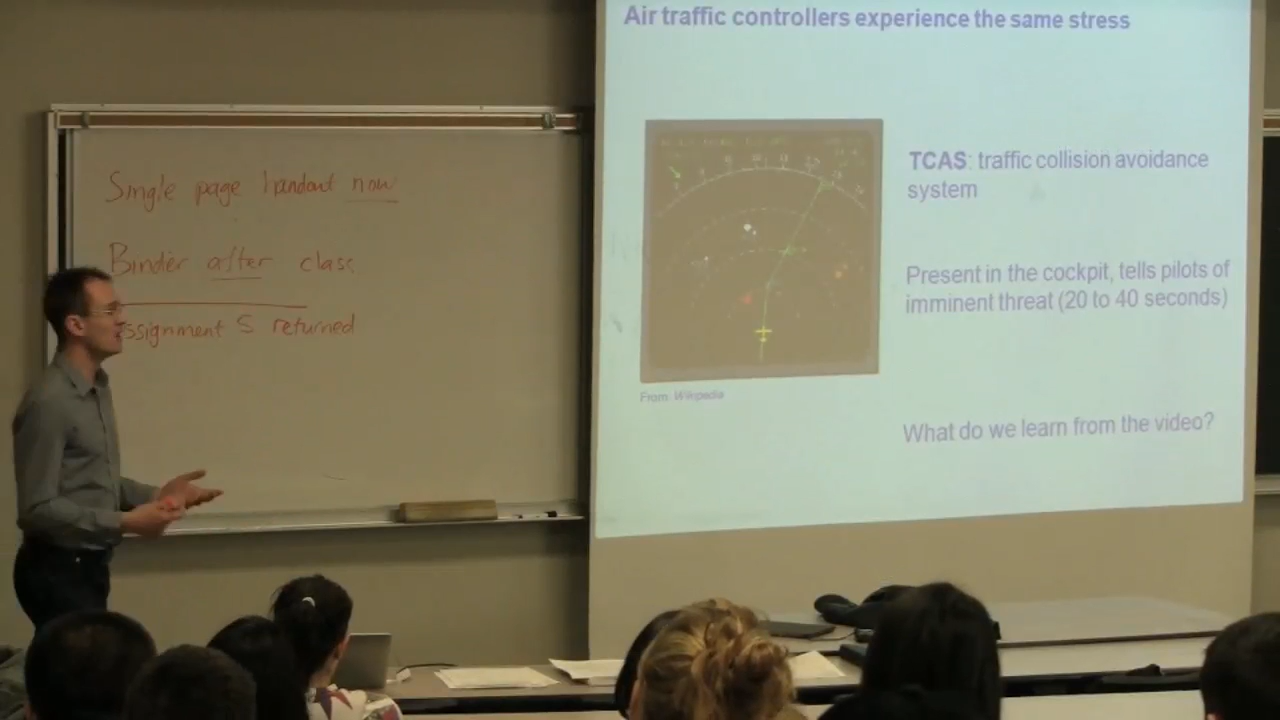 Single page handout now
Binder after class
Assignment 5 returned
Air traffic controllers experience the same stress
TCAS: traffic collision avoidance
system
Present in the cockpit, tells pilots of
imminent threat (20 to 40 seconds)
From: Wikipedia
What do we learn from the video?